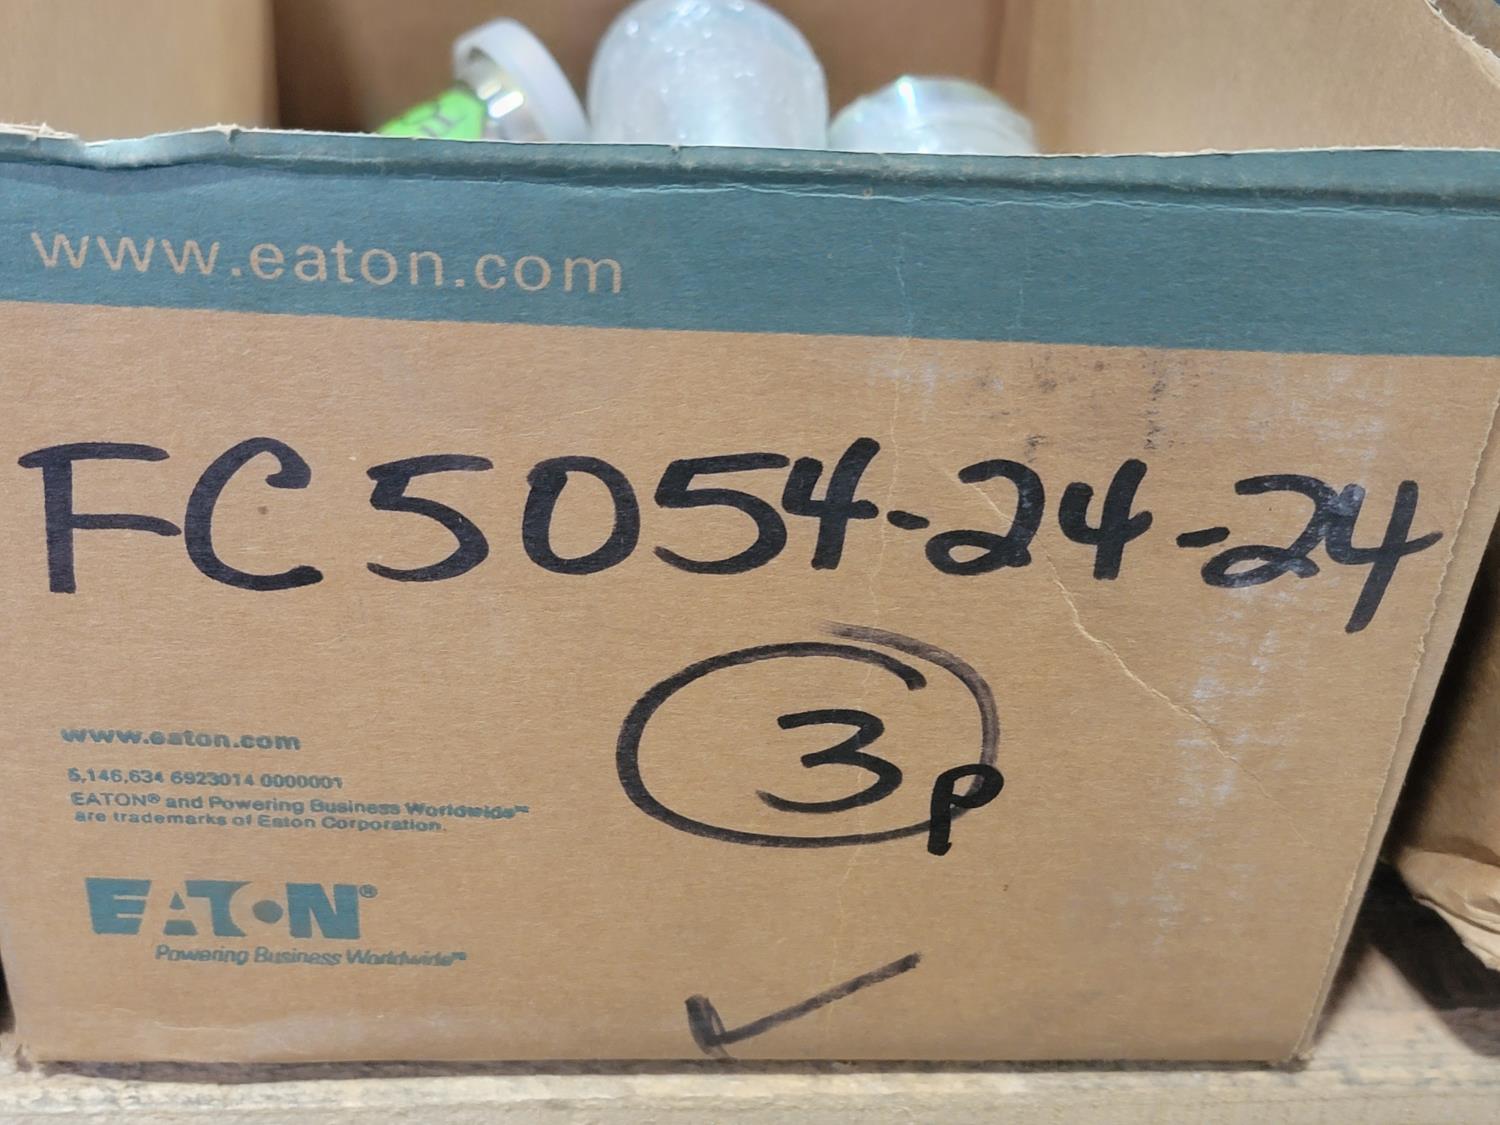 www.eaton.com
FC5054-24-24
3
p
www.eaton.com
5,146,634 6923014 0000001
EATON® and Powering Business Worldwide™
are trademarks of Eaton Corporation.
EATON®
Powering Business Worldwide™